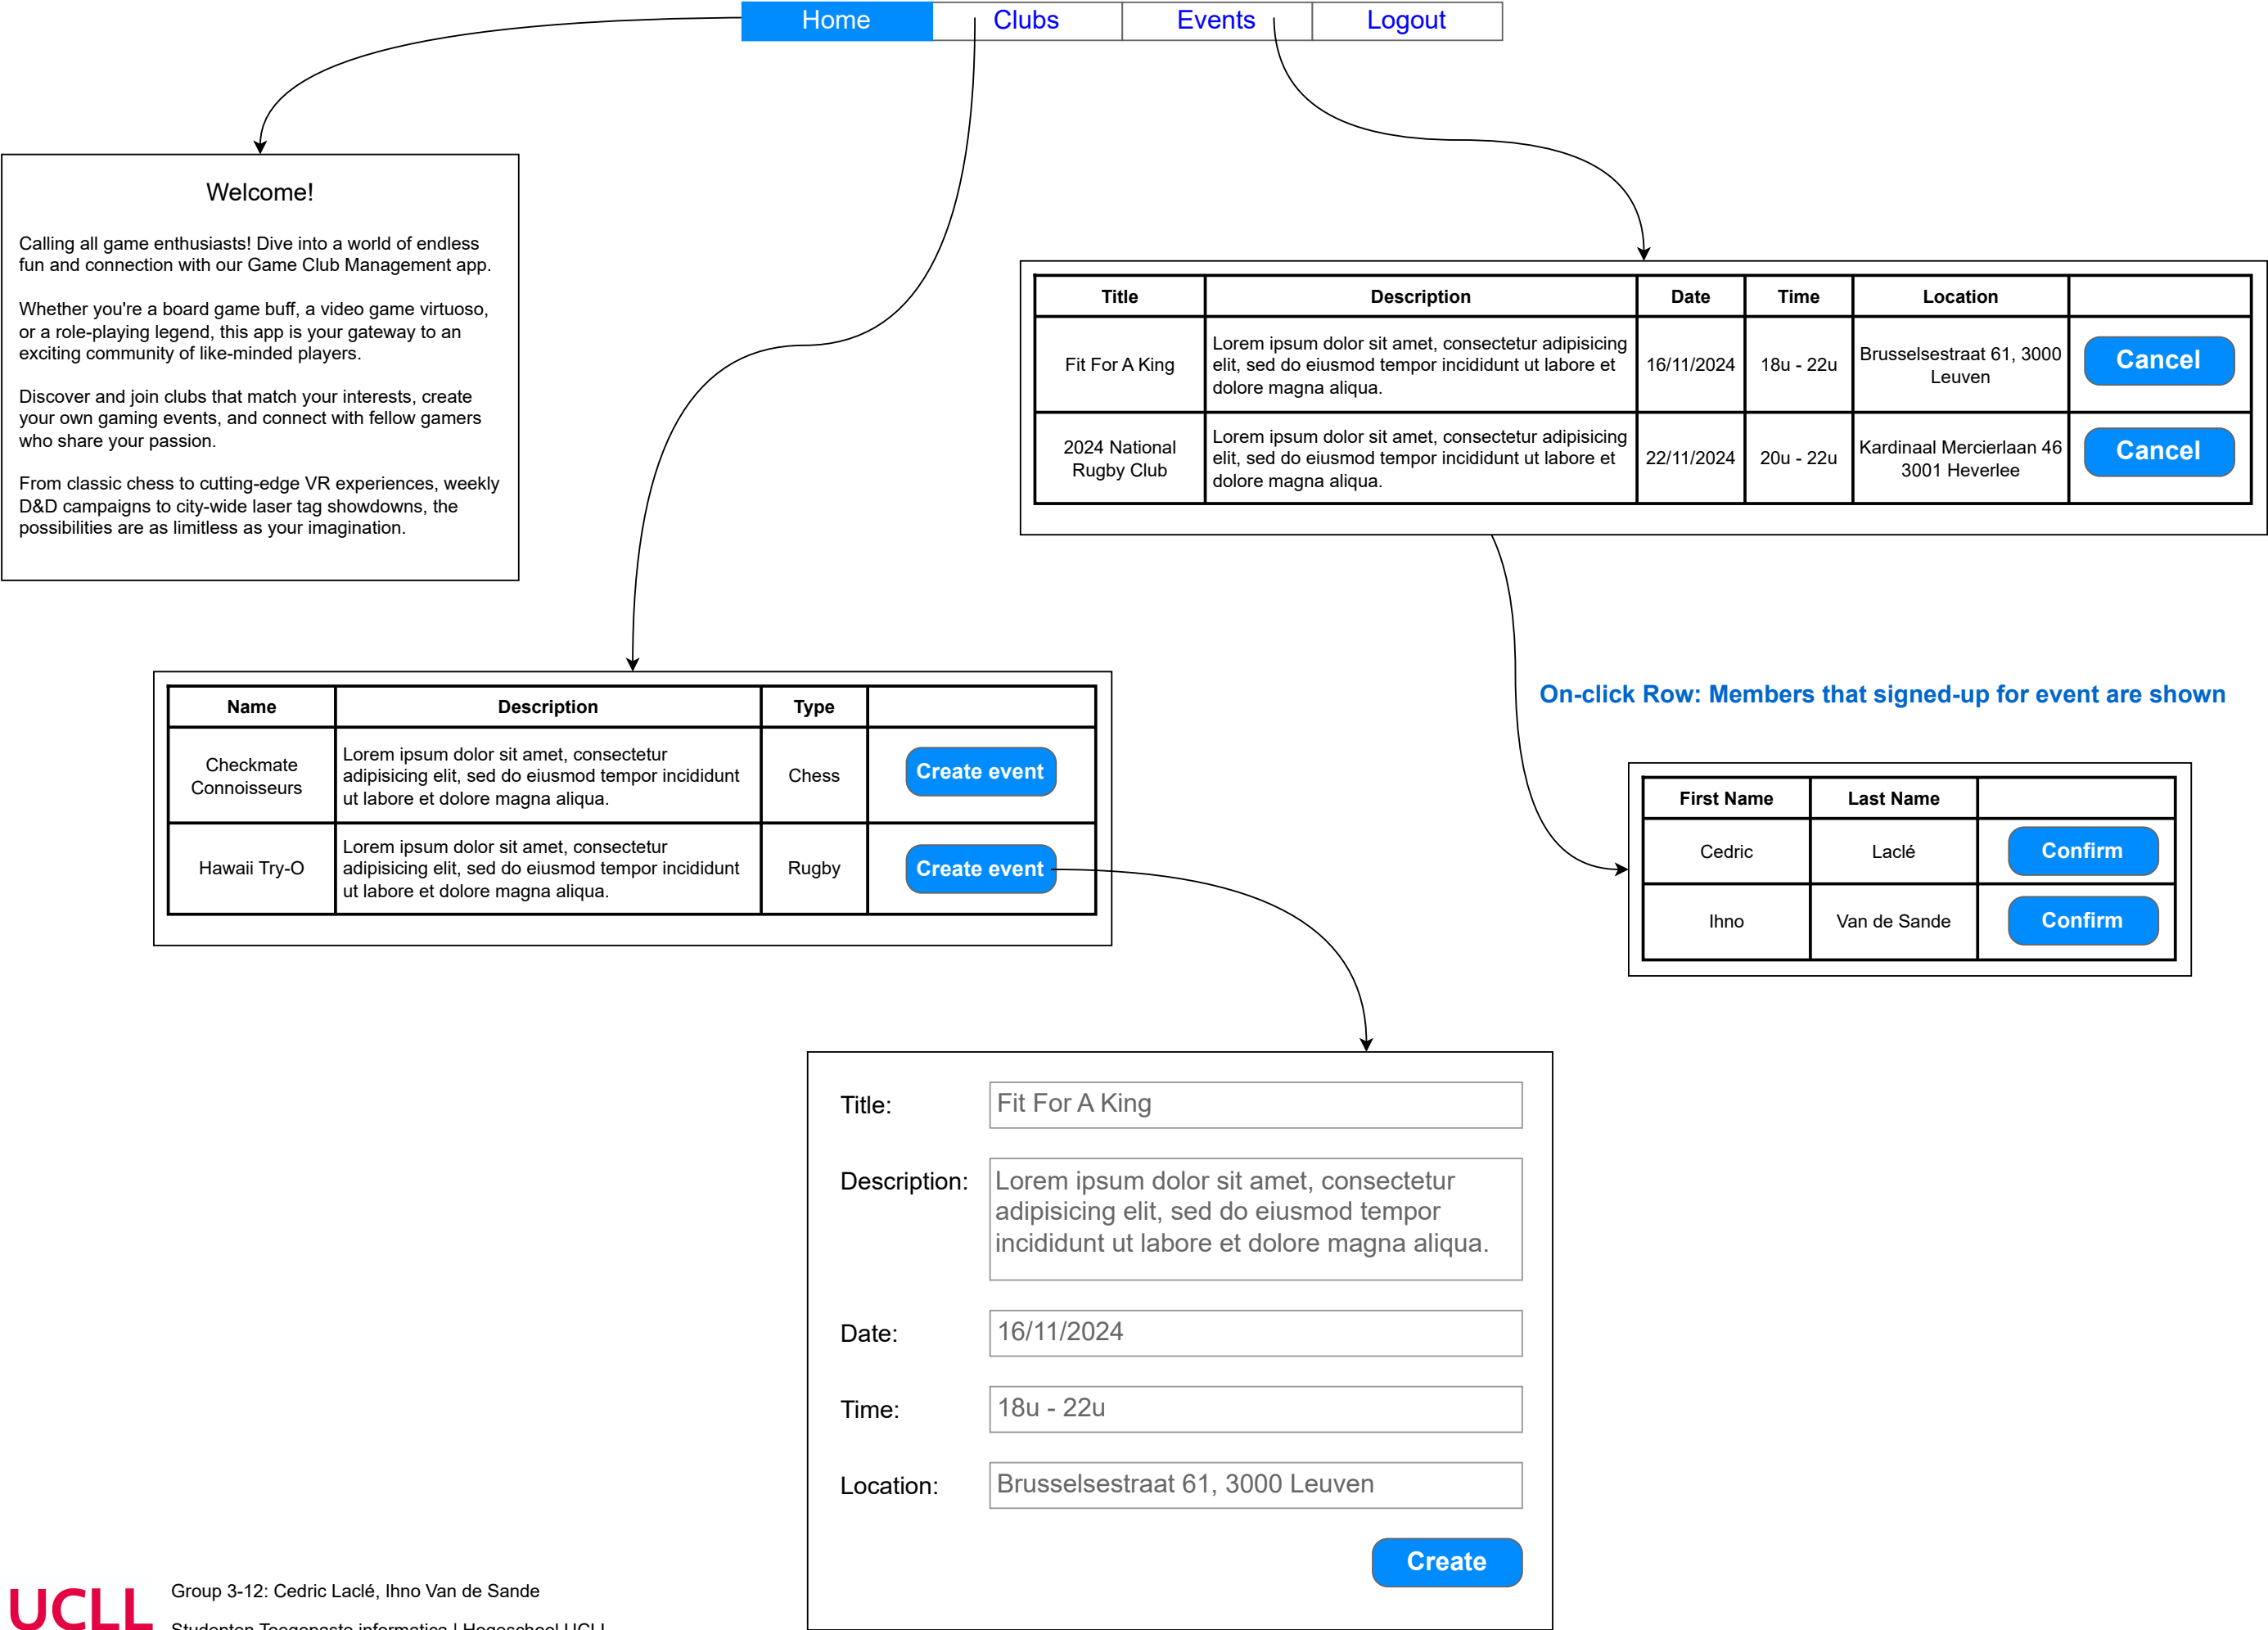 Home Clubs Events Logout
Welcome!
Calling all game enthusiasts! Dive into a world of endless
fun and connection with our Game Club Management app.
Whether you're a board game buff, a video game virtuoso,
or a role-playing legend, this app is your gateway to an
exciting community of like-minded players.
Discover and join clubs that match your interests, create
your own gaming events, and connect with fellow gamers
who share your passion.
From classic chess to cutting-edge VR experiences, weekly
D&D campaigns to city-wide laser tag showdowns, the
possibilities are as limitless as your imagination.
Title Description Date Time Location
Fit For A King
Lorem ipsum dolor sit amet, consectetur adipisicing
elit, sed do eiusmod tempor incididunt ut labore et
dolore magna aliqua.
16/11/2024
18u - 22u
Brusselsestraat 61, 3000
Leuven
Cancel
2024 National
Rugby Club
Lorem ipsum dolor sit amet, consectetur adipisicing
elit, sed do eiusmod tempor incididunt ut labore et
dolore magna aliqua.
22/11/2024
20u - 22u
Kardinaal Mercierlaan 46
3001 Heverlee
Cancel
Name Description Type
Checkmate
Connoisseurs
Lorem ipsum dolor sit amet, consectetur
adipisicing elit, sed do eiusmod tempor incididunt
ut labore et dolore magna aliqua.
Chess
Create event
Hawaii Try-O
Lorem ipsum dolor sit amet, consectetur
adipisicing elit, sed do eiusmod tempor incididunt
ut labore et dolore magna aliqua.
Rugby
Create event
On-click Row: Members that signed-up for event are shown
First Name Last Name
Cedric Laclé Confirm
Ihno Van de Sande Confirm
Title: Fit For A King
Description: Lorem ipsum dolor sit amet, consectetur
adipisicing elit, sed do eiusmod tempor
incididunt ut labore et dolore magna aliqua.
Date: 16/11/2024
Time: 18u - 22u
Location: Brusselsestraat 61, 3000 Leuven
Create
UCLL
Group 3-12: Cedric Laclé, Ihno Van de Sande
Studenten Toegepaste informatica | Hogeschool UCLL